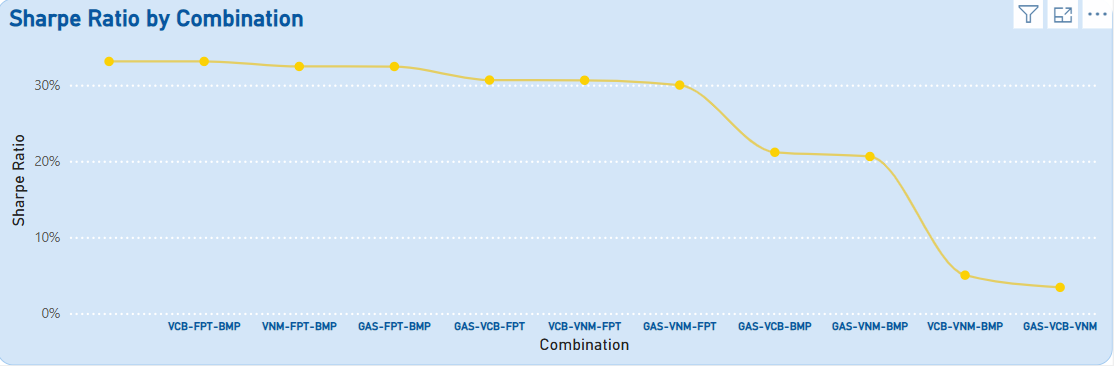 Sharpe Ratio by Combination
30%
20%
10%
0%
Sharpe Ratio
VCB-FPT-BMP VNM-FPT-BMP GAS-FPT-BMP GAS-VCB-FPT VCB-VNM-FPT GAS-VNM-FPT GAS-VCB-BMP GAS-VNM-BMP VCB-VNM-BMP GAS-VCB-VNM
Combination